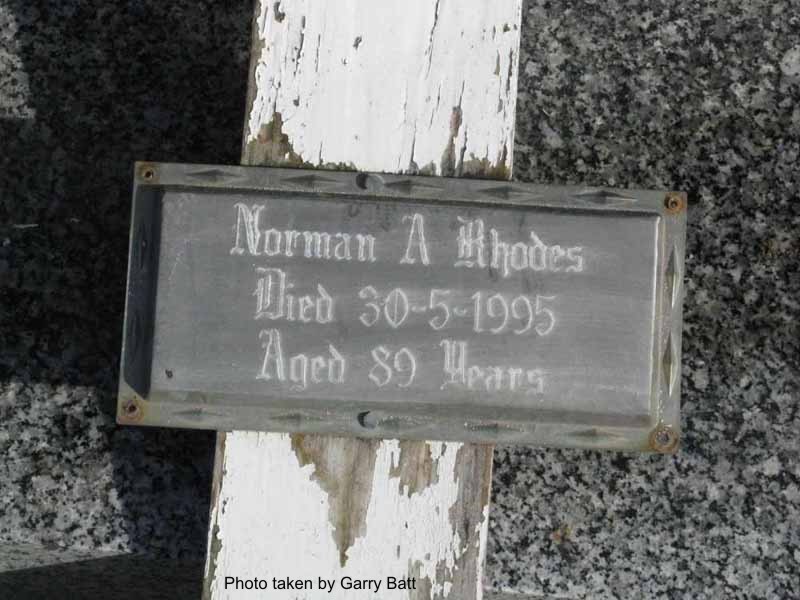 Norman A Rhodes
Died 30-5-1995
Aged 89 Years
Photo taken by Garry Batt